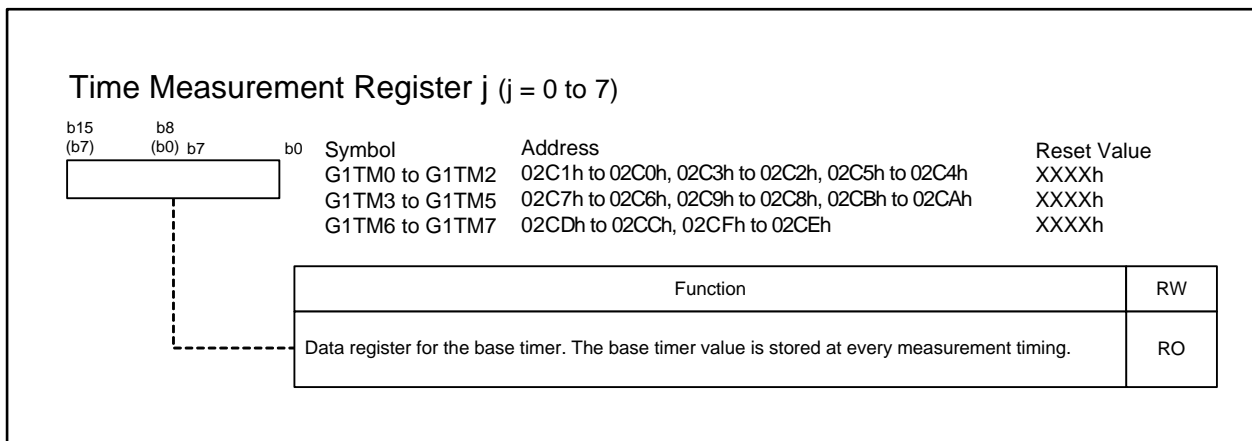 Time Measurement Register j (j = 0 to 7)
b15 b8
(b7) (b0) b7 b0 Symbol Address Reset Value
G1TM0 to G1TM2 02C1h to 02C0h, 02C3h to 02C2h, 02C5h to 02C4h XXXXh
G1TM3 to G1TM5 02C7h to 02C6h, 02C9h to 02C8h, 02CBh to 02CAh XXXXh
G1TM6 to G1TM7 02CDh to 02CCh, 02CFh to 02CEh XXXXh
Function RW
Data register for the base timer. The base timer value is stored at every measurement timing. RO